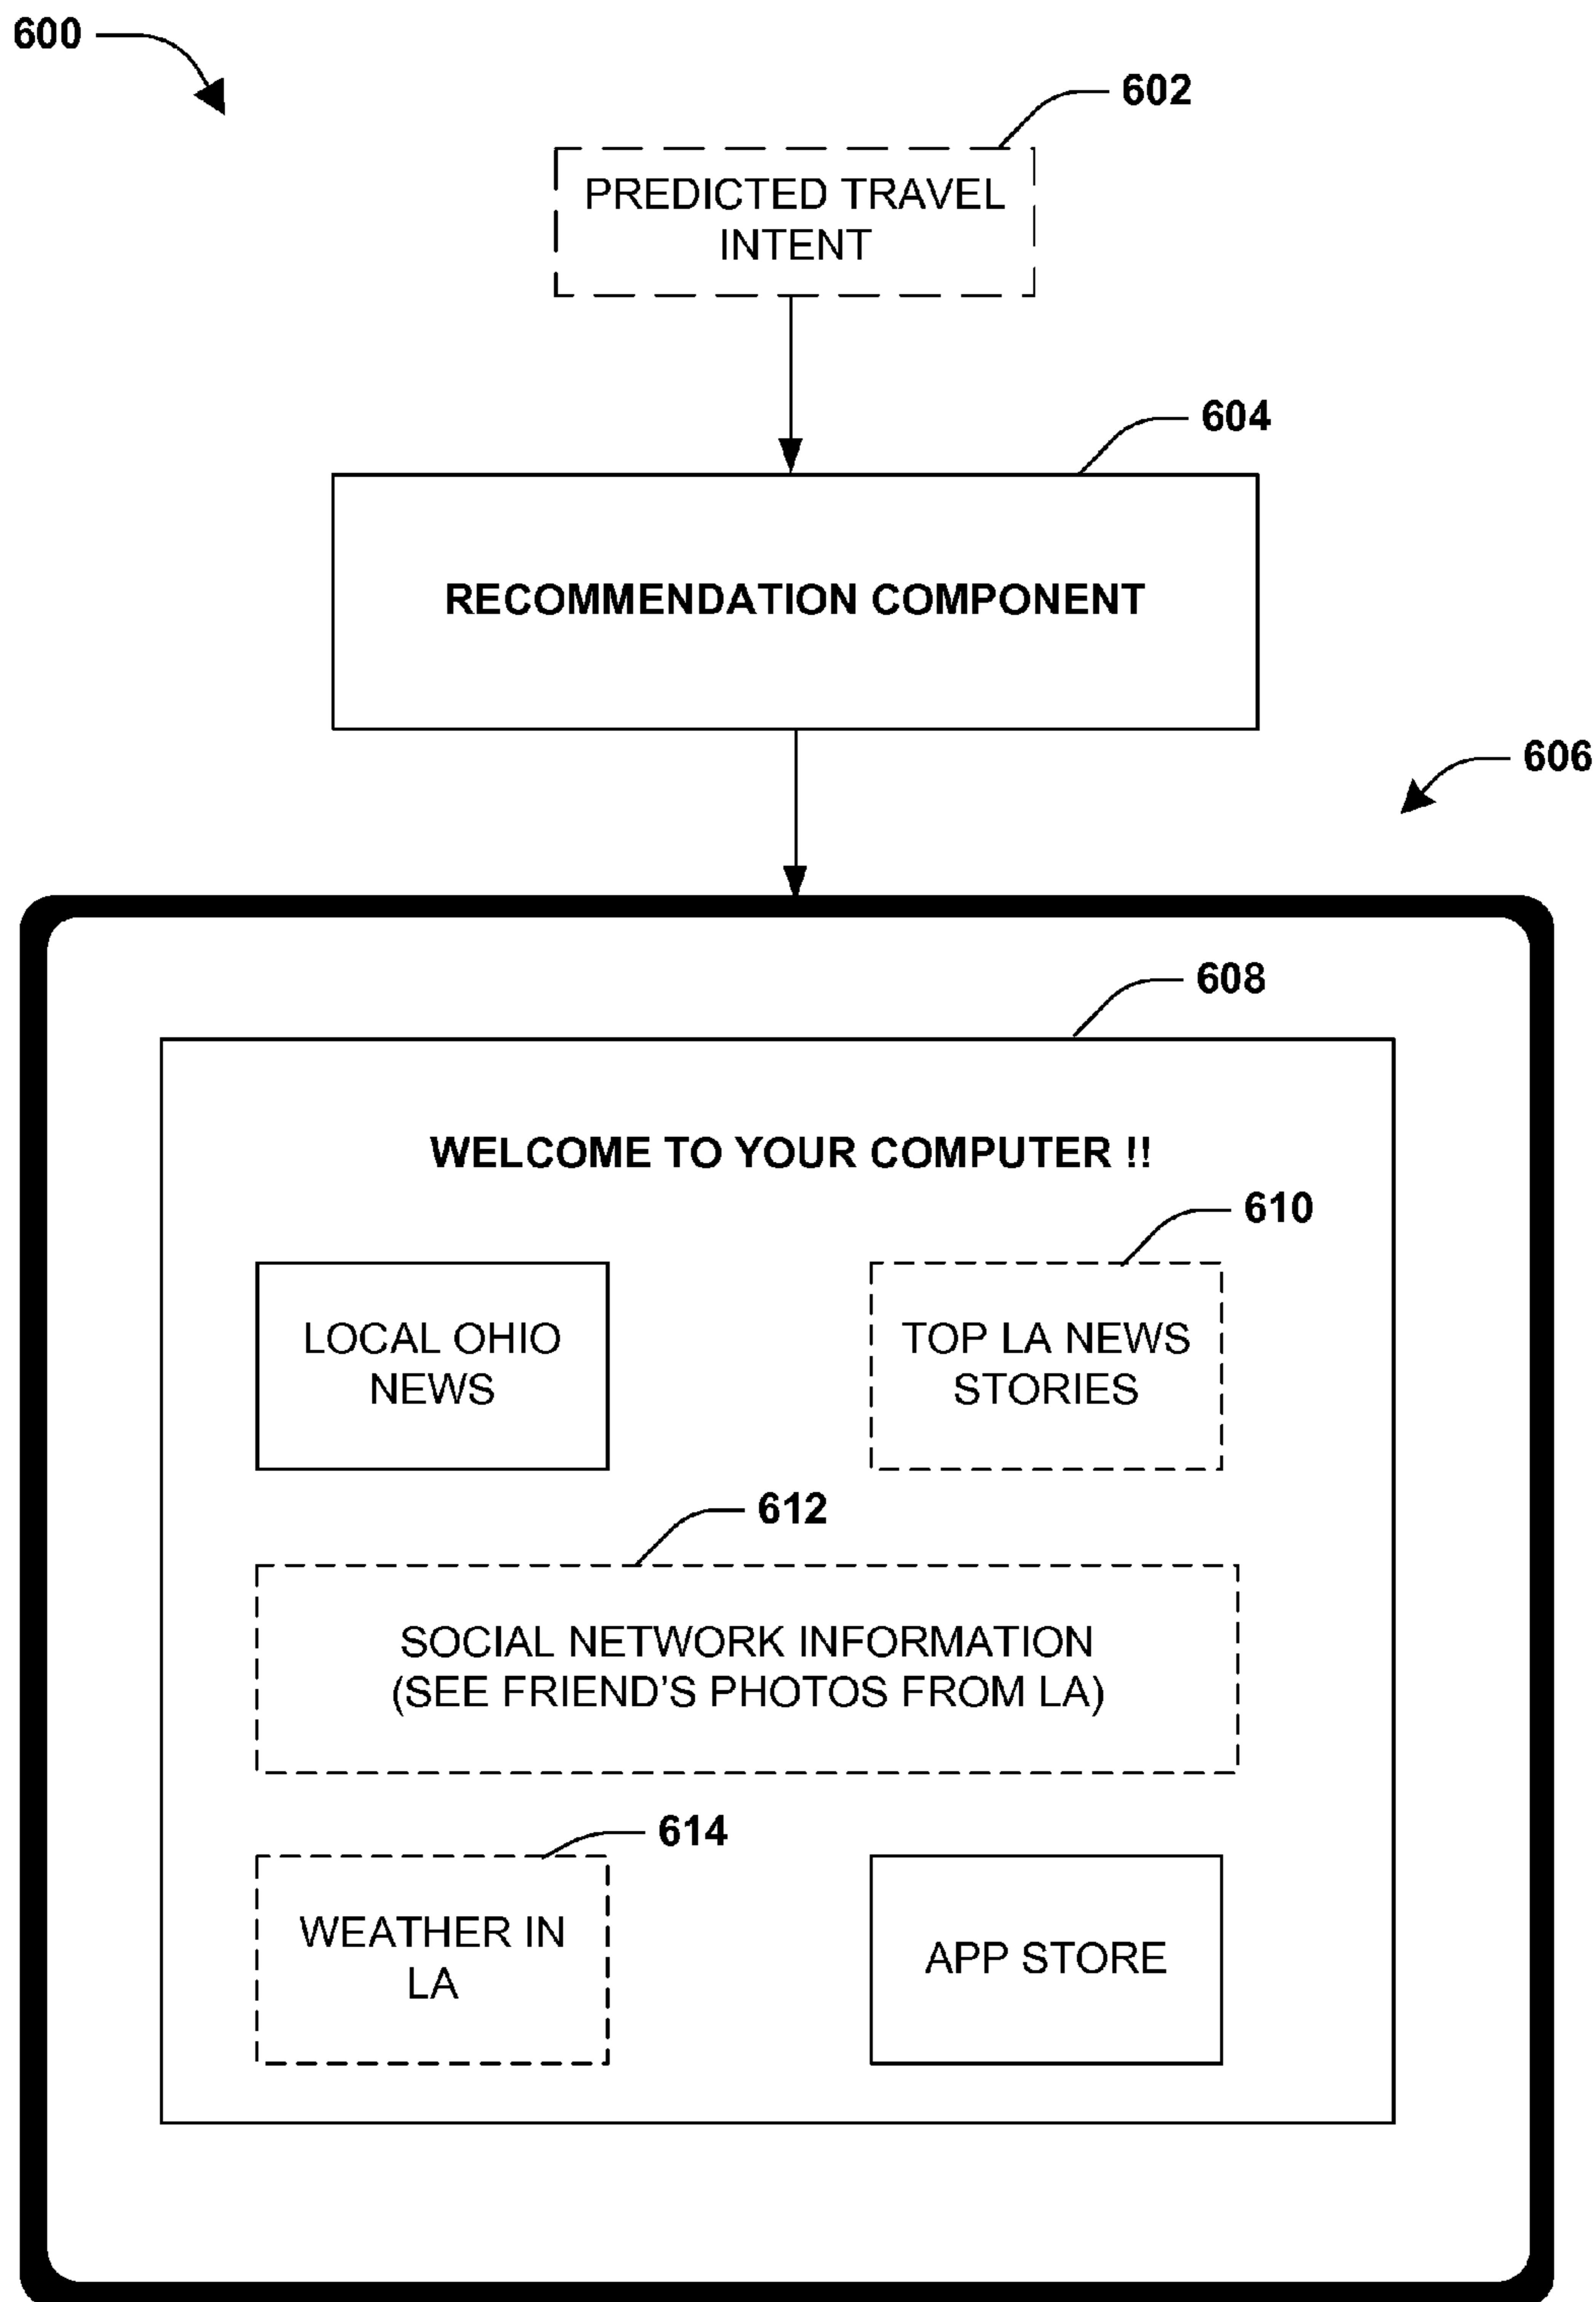 600
602
PREDICTED TRAVEL
INTENT
604
RECOMMENDATION COMPONENT
606
608
WELCOME TO YOUR COMPUTER !!
610
LOCAL OHIO
NEWS
TOP LA NEWS
STORIES
612
SOCIAL NETWORK INFORMATION
(SEE FRIEND'S PHOTOS FROM LA)
614
WEATHER IN
LA
APP STORE